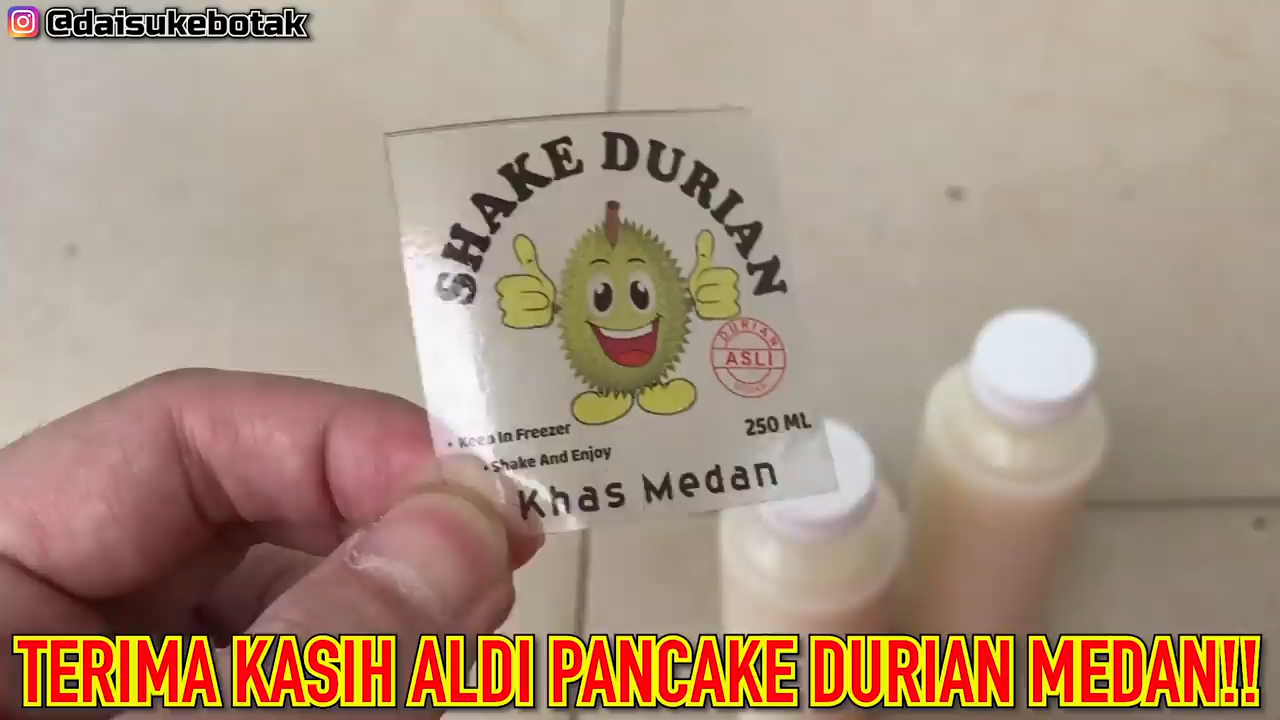 @daisukebotak
SHAKE DURIAN
DURIAN
ASLI
MEDAN
• Keep In Freezer
250 ML
• Shake And Enjoy
Khas Medan
TERIMA KASIH ALDI PANCAKE DURIAN MEDAN!!